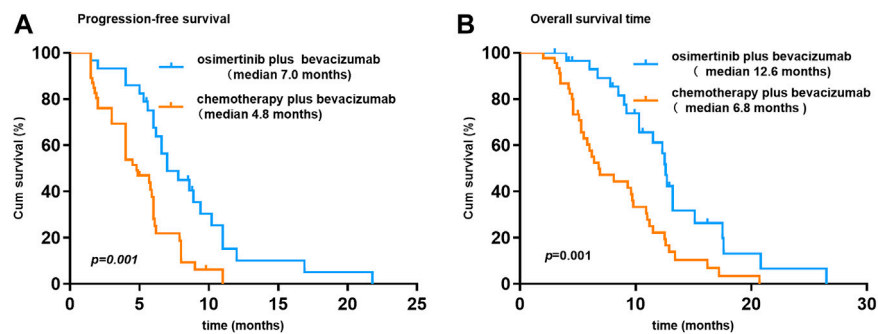 A
Progression-free survival
osimertinib plus bevacizumab
(median 7.0 months)
chemotherapy plus bevacizumab
(median 4.8 months)
Cum survival (%)
100
80
60
40
20
0
p=0.001
0 5 10 15 20 25
time (months)
B
Overall survival time
osimertinib plus bevacizumab
( median 12.6 months)
chemotherapy plus bevacizumab
( median 6.8 months )
Cum survival (%)
100
80
60
40
20
0
p=0.001
0 10 20 30
time (months)